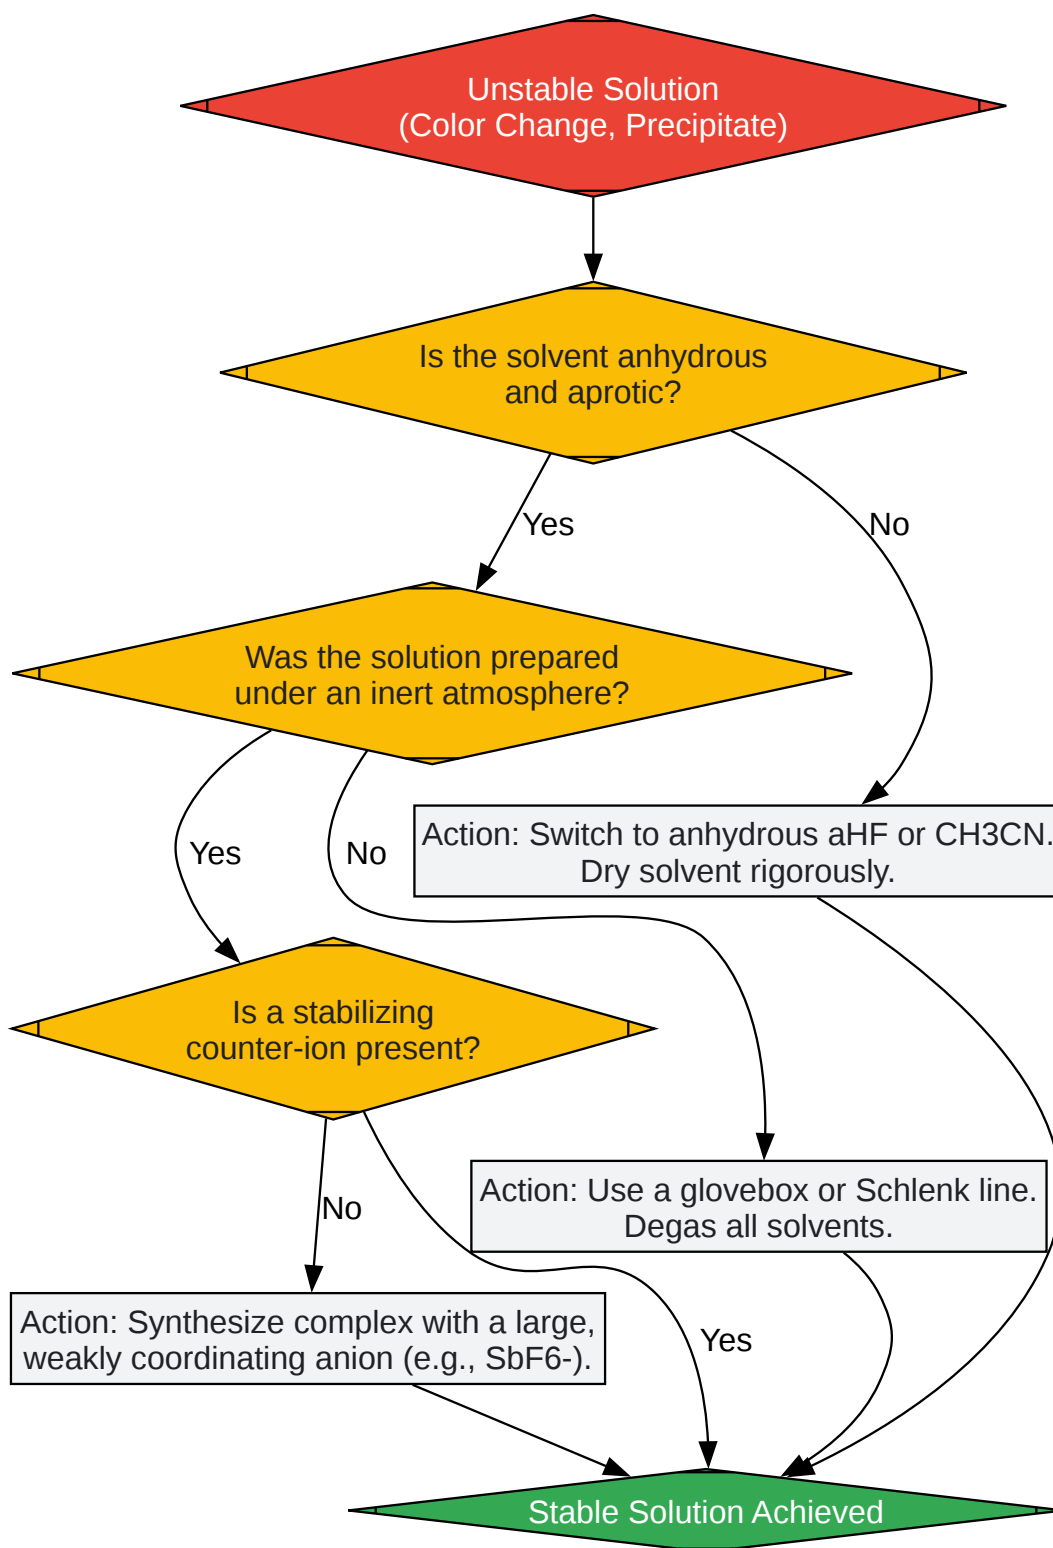 Unstable Solution
(Color Change, Precipitate)
Is the solvent anhydrous
and aprotic?
Yes
No
Was the solution prepared
under an inert atmosphere?
Action: Switch to anhydrous aHF or CH3CN.
Dry solvent rigorously.
Yes
No
Is a stabilizing
counter-ion present?
Action: Use a glovebox or Schlenk line.
Degas all solvents.
No
Action: Synthesize complex with a large,
weakly coordinating anion (e.g., SbF6-).
Yes
Stable Solution Achieved